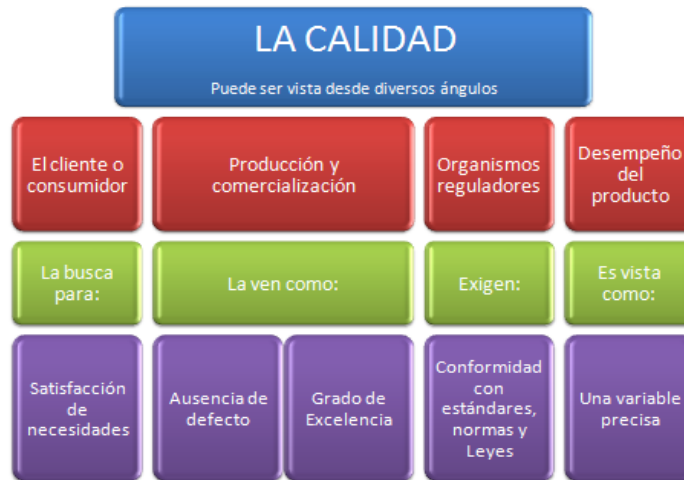 LA CALIDAD
Puede ser vista desde diversos ángulos
El cliente o
consumidor
Producción y
comercialización
Organismos
reguladores
Desempeño
del
producto
La busca
para:
La ven como:
Exigen:
Es vista
como:
Satisfacción
de
necesidades
Ausencia de
defecto
Grado de
Excelencia
Conformidad
con
estándares,
normas y
Leyes
Una variable
precisa